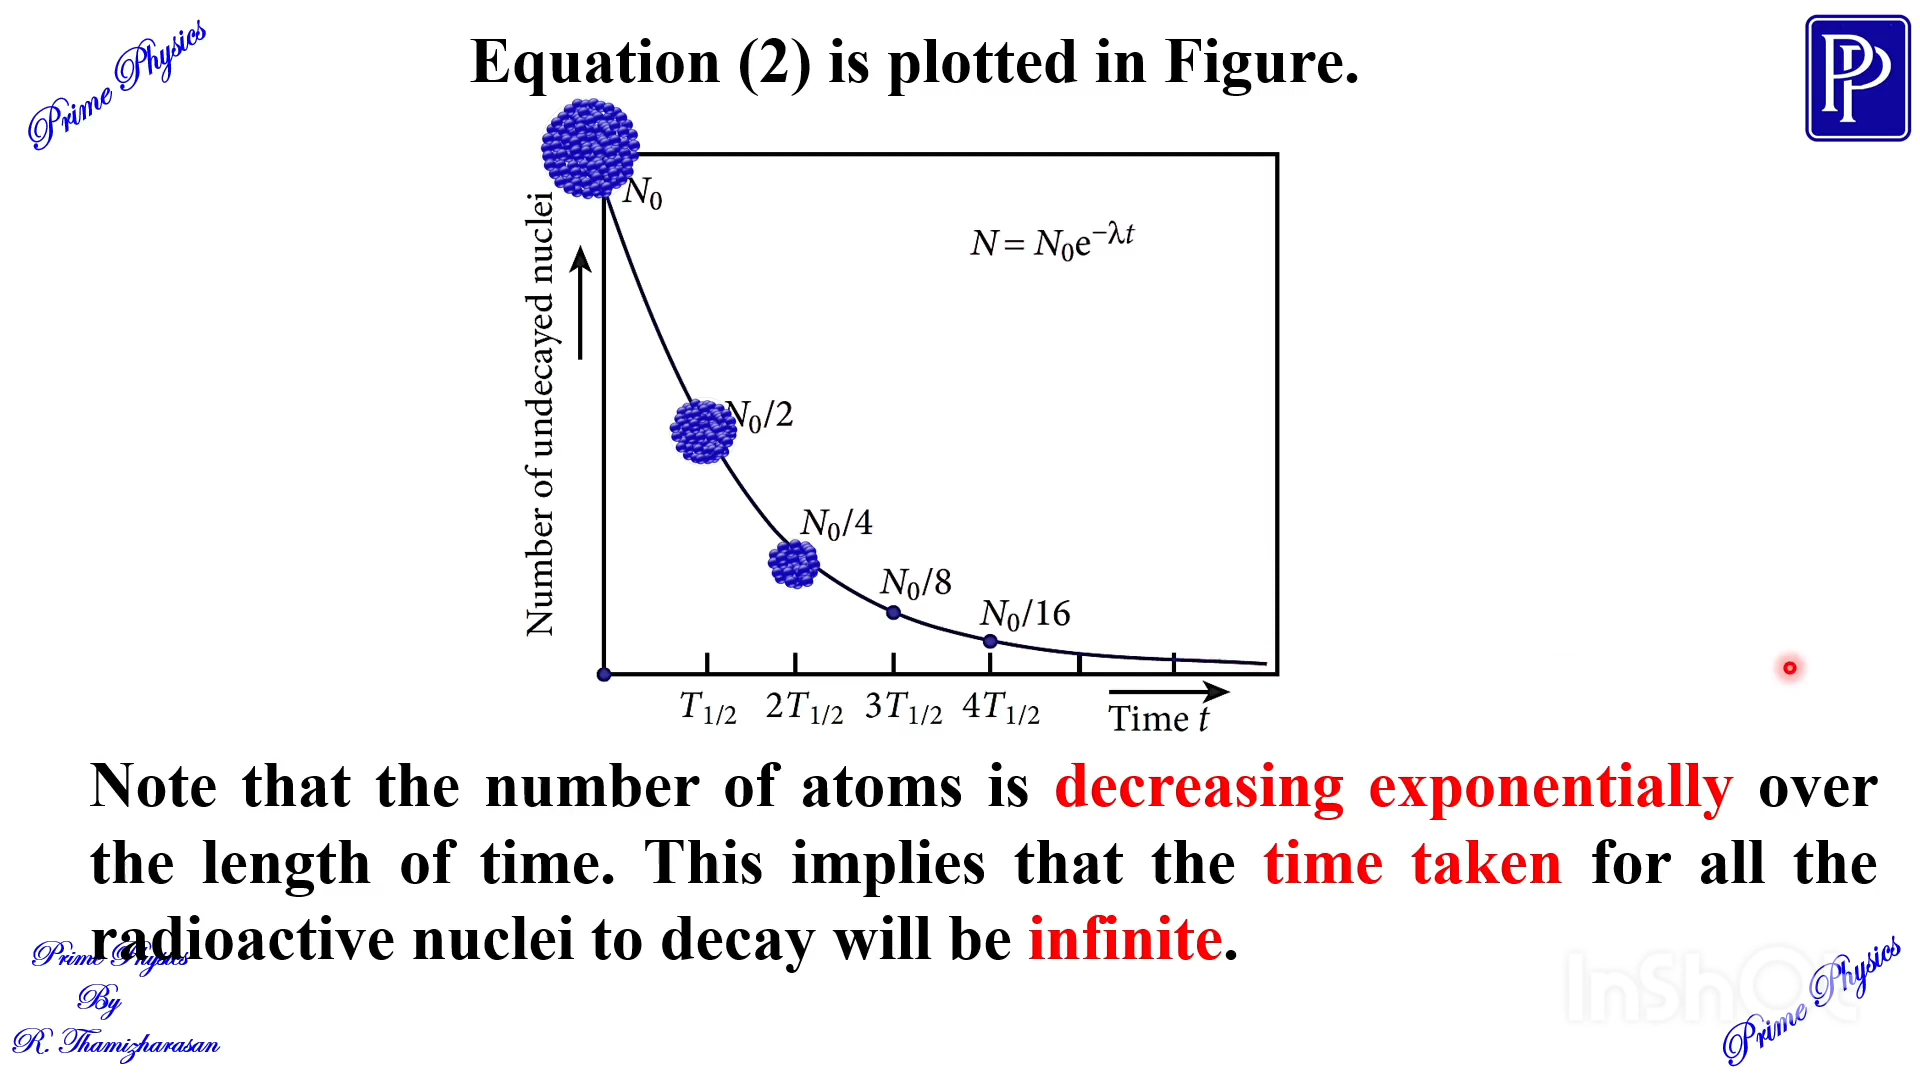 Prime Physics
Equation (2) is plotted in Figure.
PP
N₀
N = N₀e⁻λᵗ
Number of undecayed nuclei
N₀/2
N₀/4
N₀/8
N₀/16
T₁/₂ 2T₁/₂ 3T₁/₂ 4T₁/₂
Time t
Note that the number of atoms is decreasing exponentially over
the length of time. This implies that the time taken for all the
radioactive nuclei to decay will be infinite.
Prime Physics
By
R. Thamizharasan
InShOt
Prime Physics